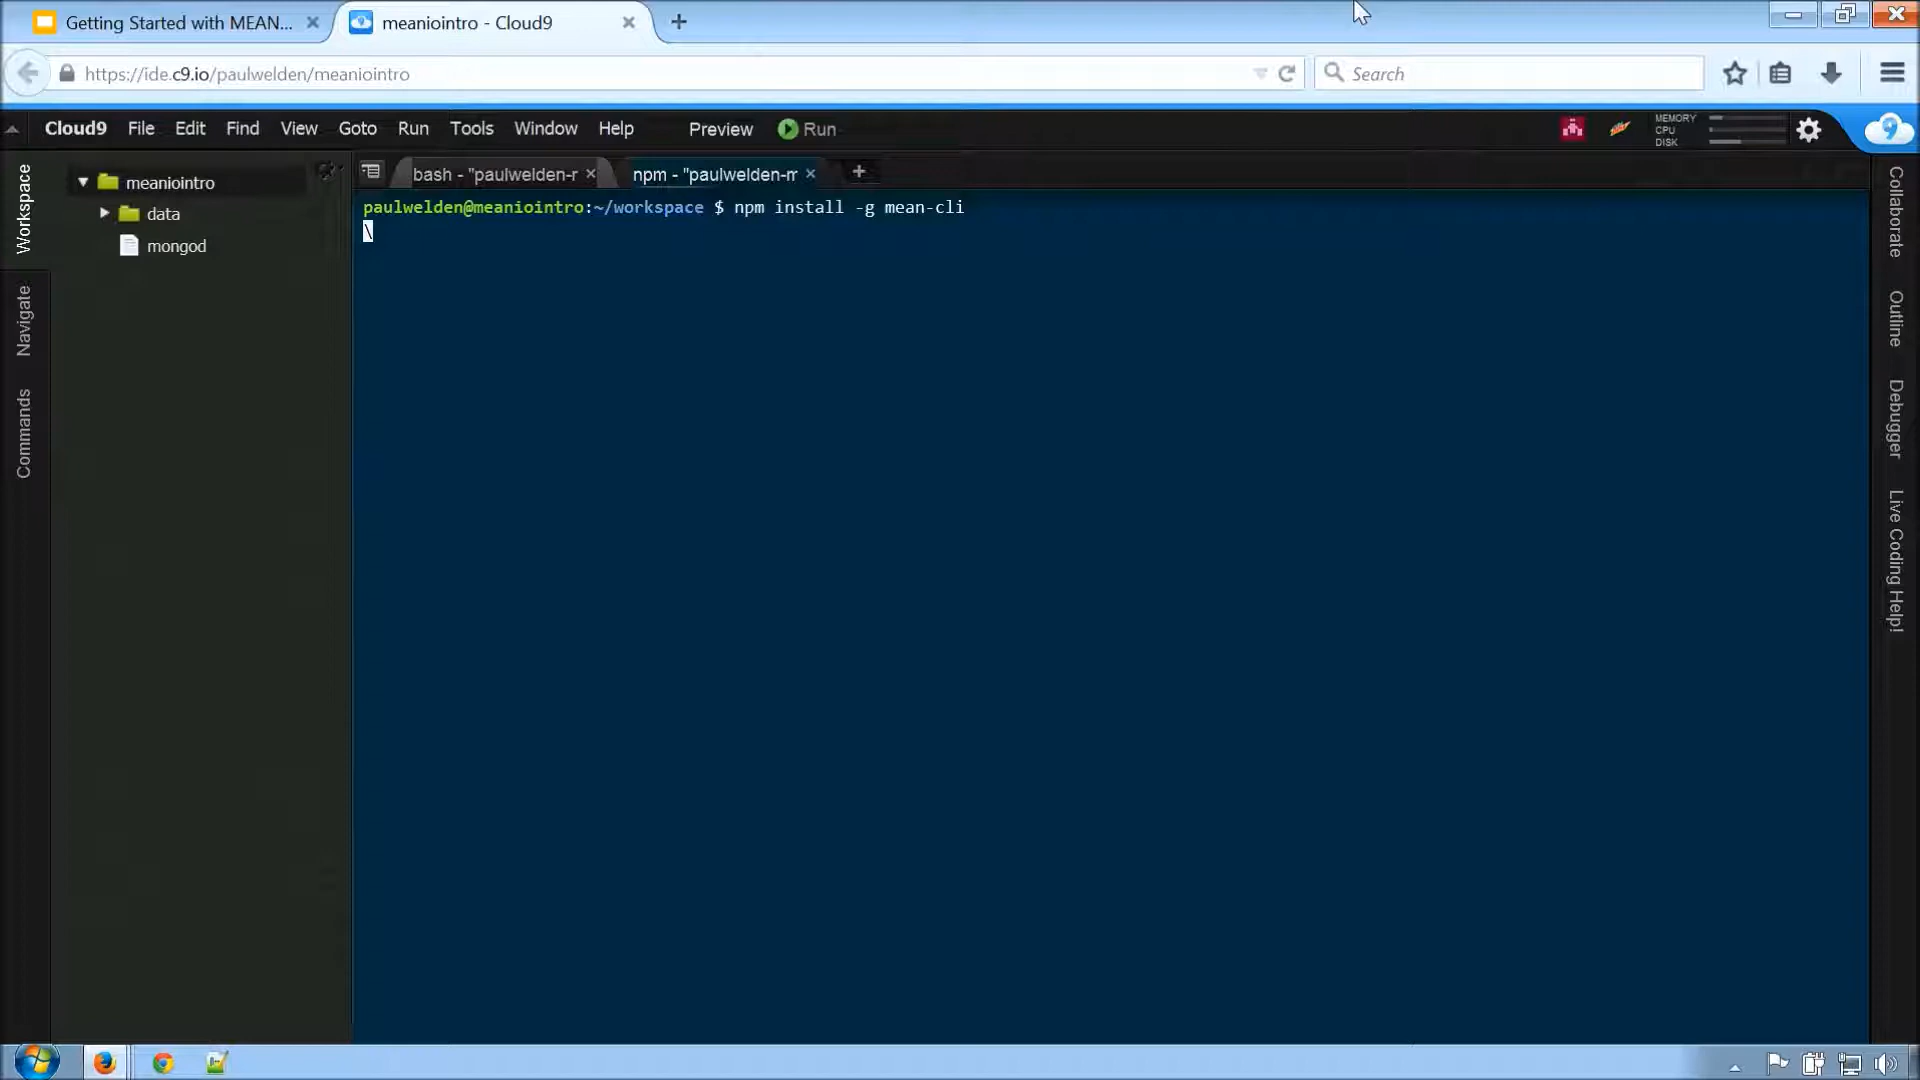 Getting Started with MEAN...
meaniointro - Cloud9
https://ide.c9.io/paulwelden/meaniointro
Search
Cloud9 File Edit Find View Goto Run Tools Window Help Preview Run
MEMORY
CPU
DISK
9
Workspace
Navigate
Commands
meaniointro
data
mongod
bash - "paulwelden-r
npm - "paulwelden-m
paulwelden@meaniointro:~/workspace $ npm install -g mean-cli
\
Collaborate
Outline
Debugger
Live Coding Help!